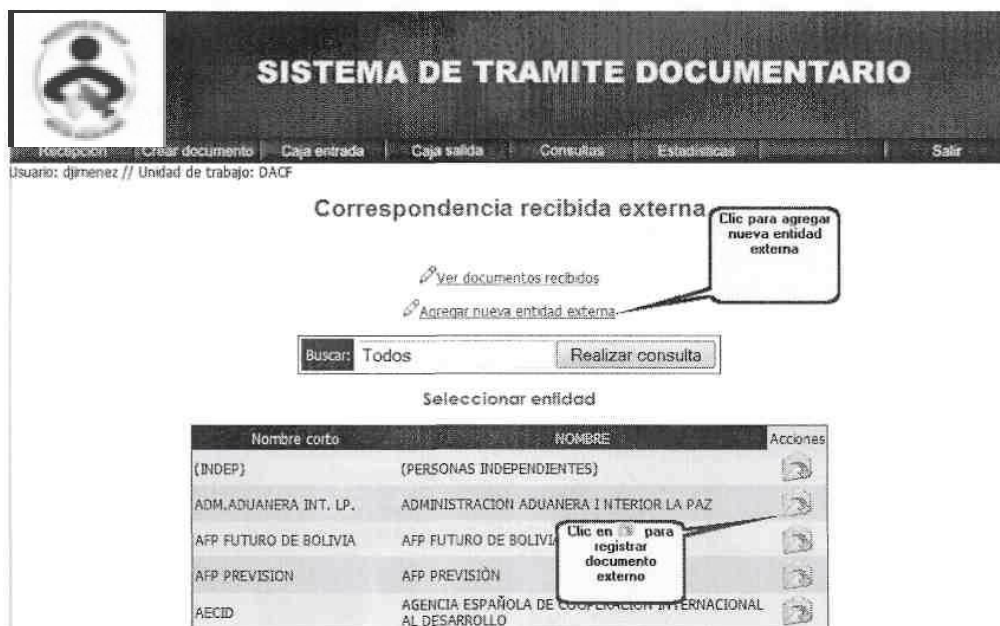 SISTEMA DE TRAMITE DOCUMENTARIO
Recepción Crear documento Caja entrada Caja salida Consultas Estadísticas Salir
Usuario: djimenez // Unidad de trabajo: DACF
Correspondencia recibida externa
Clic para agregar
nueva entidad
externa
Ver documentos recibidos
Agregar nueva entidad externa
Buscar: Todos Realizar consulta
Seleccionar entidad
Nombre corto NOMBRE Acciones
(INDEP) (PERSONAS INDEPENDIENTES)
ADM.ADUANERA INT. LP. ADMINISTRACION ADUANERA I NTERIOR LA PAZ
AFP FUTURO DE BOLIVIA AFP FUTURO DE BOLIVI
Clic en para
registrar
documento
externo
AFP PREVISION AFP PREVISIÓN
AECID AGENCIA ESPAÑOLA DE COOPERACION INTERNACIONAL
AL DESARROLLO